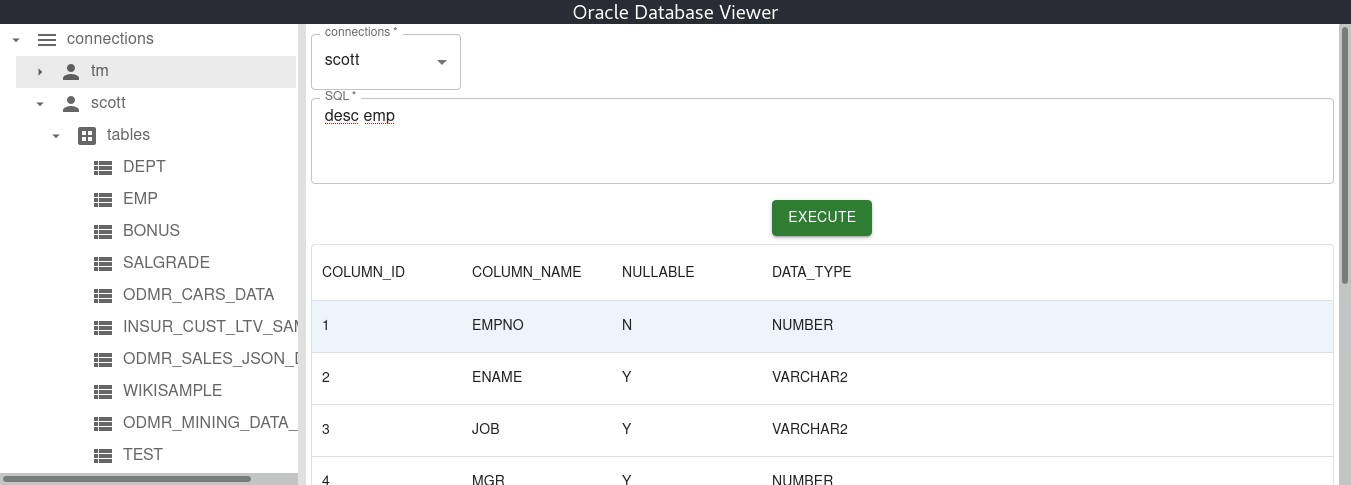 Oracle Database Viewer
connections
tm
scott
tables
DEPT
EMP
BONUS
SALGRADE
ODMR_CARS_DATA
INSUR_CUST_LTV_SAM
ODMR_SALES_JSON_D
WIKISAMPLE
ODMR_MINING_DATA_
TEST
connections *
scott
SQL *
desc emp
EXECUTE
COLUMN_ID COLUMN_NAME NULLABLE DATA_TYPE
1 EMPNO N NUMBER
2 ENAME Y VARCHAR2
3 JOB Y VARCHAR2
4 MGR Y NUMBER